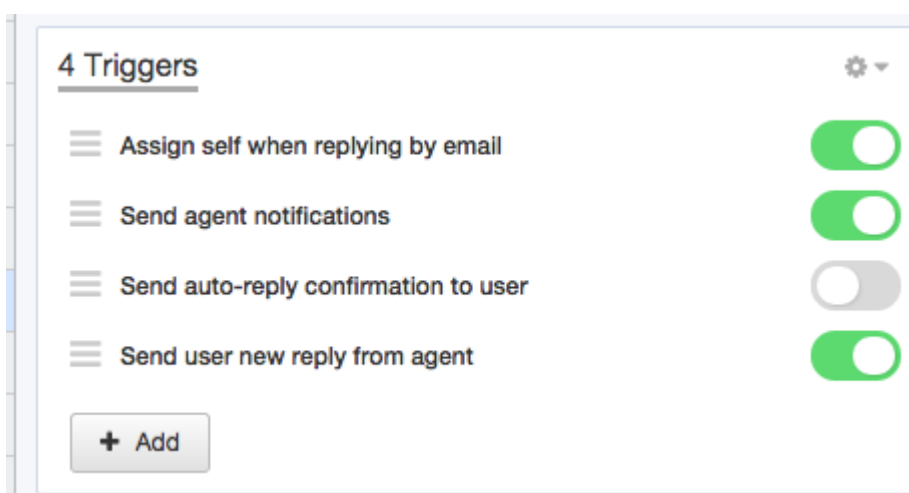 4 Triggers
Assign self when replying by email
Send agent notifications
Send auto-reply confirmation to user
Send user new reply from agent
+ Add